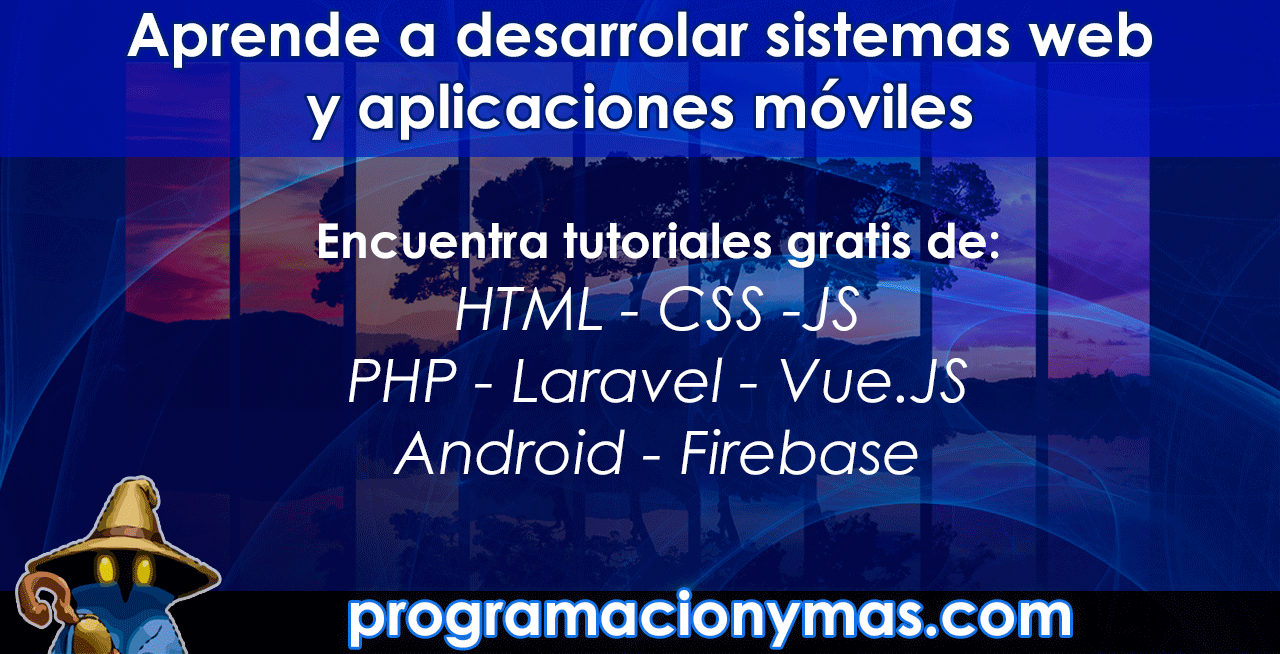 Aprende a desarrolar sistemas web
y aplicaciones móviles
Encuentra tutoriales gratis de:
HTML - CSS -JS
PHP - Laravel - Vue.JS
Android - Firebase
programacionymas.com